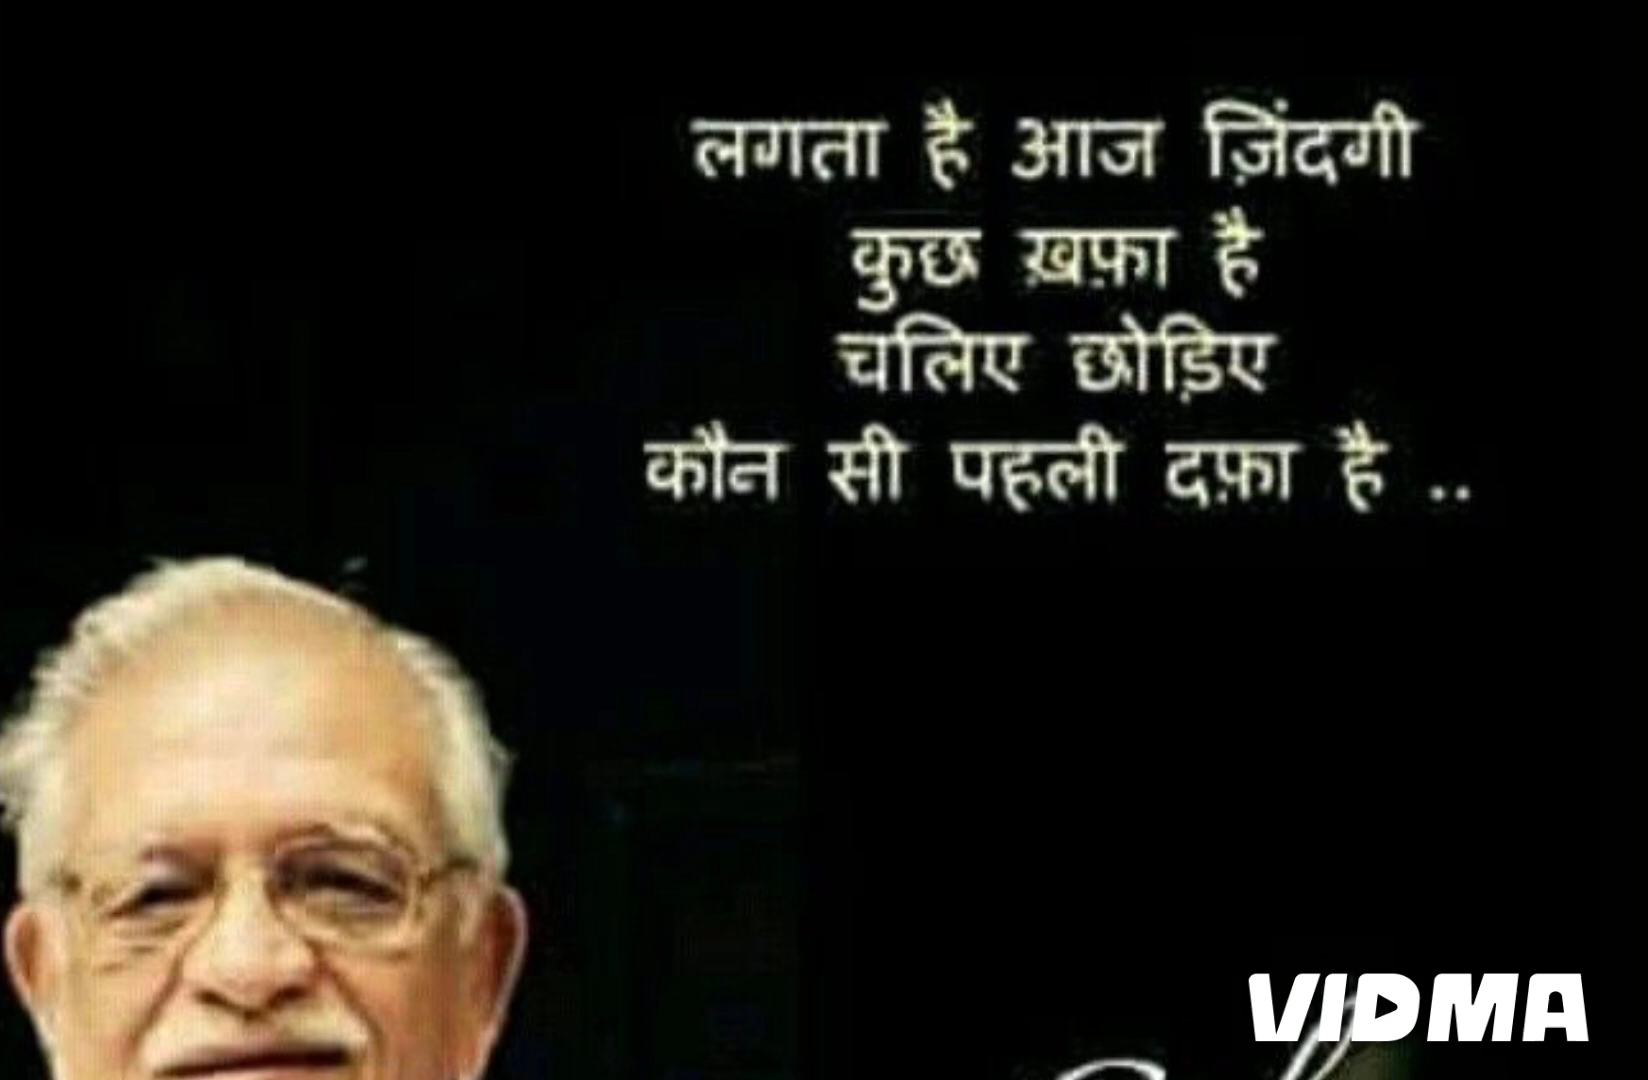 लगता है आज ज़िंदगी
कुछ ख़फ़ा है
चलिए छोड़िए
कौन सी पहली दफ़ा है ..
VIDMA